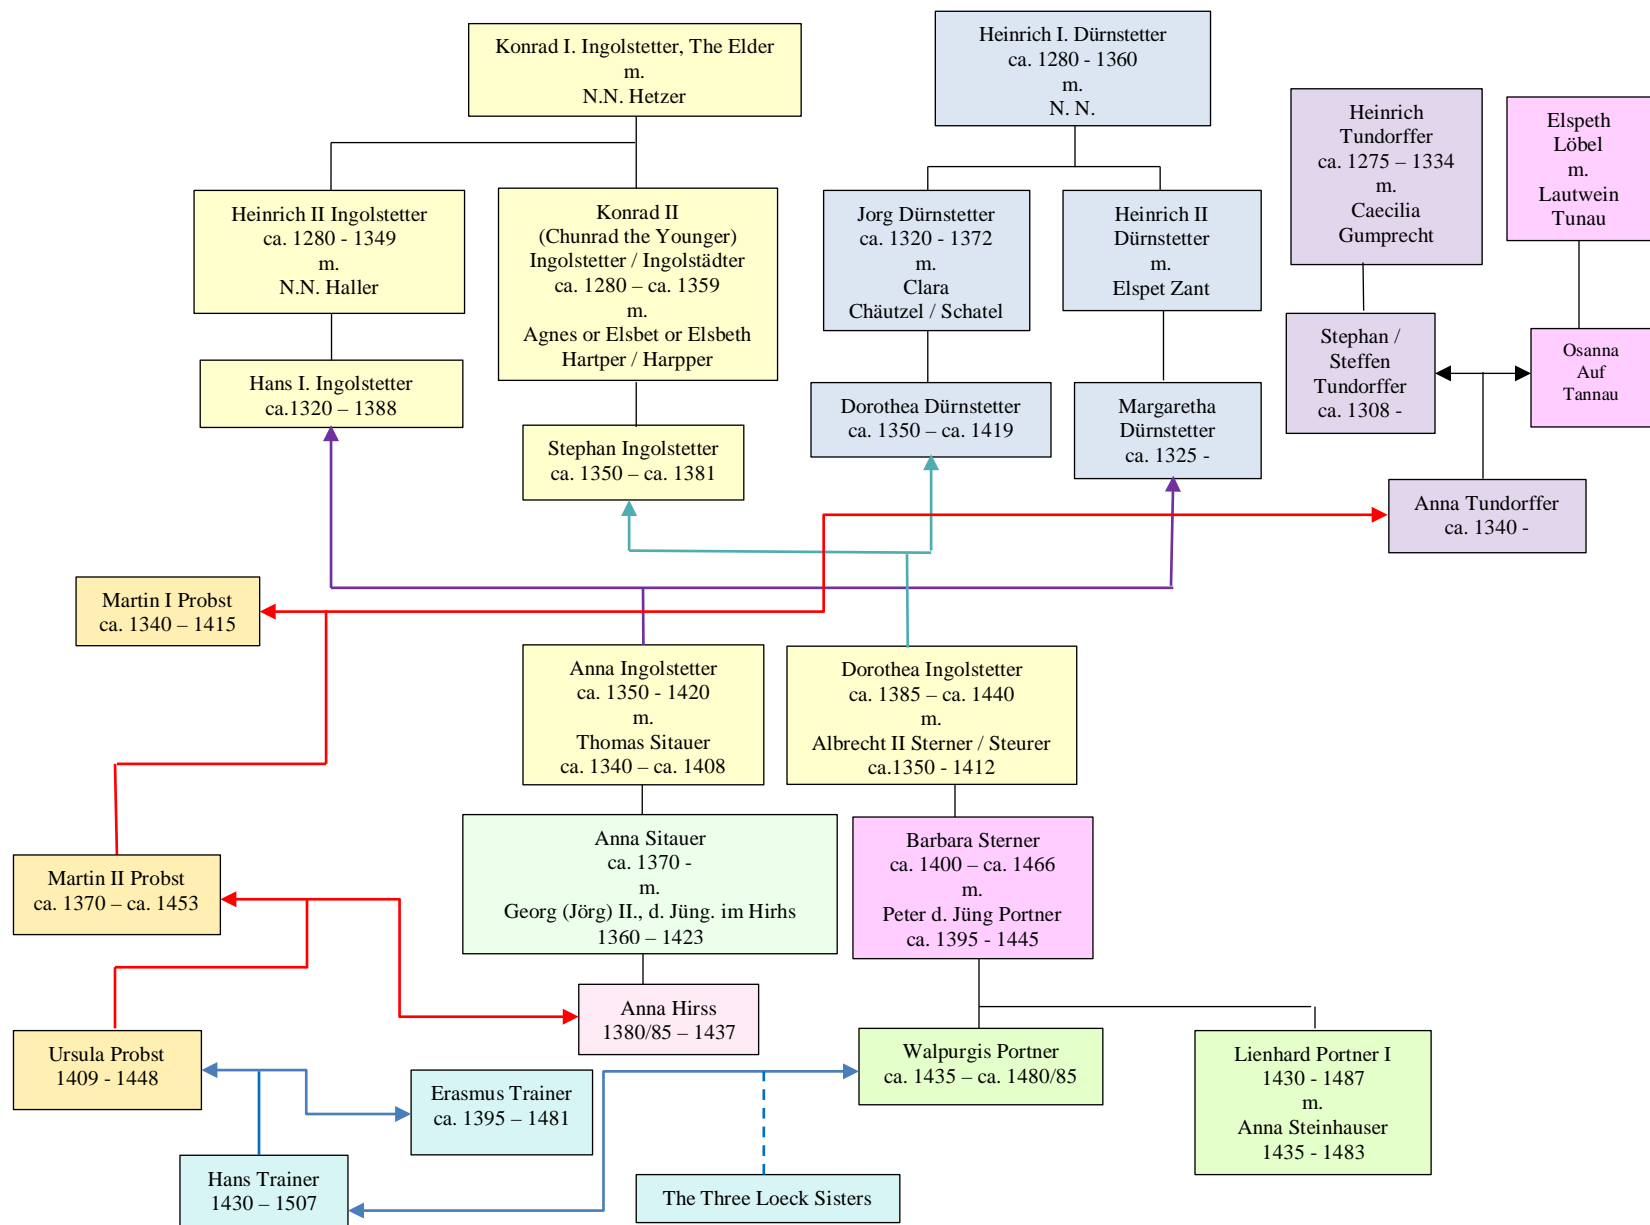 Konrad I. Ingolstetter, The Elder
m.
N.N. Hetzer
Heinrich I. Dürnstetter
ca. 1280 - 1360
m.
N. N.
Heinrich
Tundorffer
ca. 1275 – 1334
m.
Caecilia
Gumprecht
Elspeth
Löbel
m.
Lautwein
Tunau
Heinrich II Ingolstetter
ca. 1280 - 1349
m.
N.N. Haller
Konrad II
(Chunrad the Younger)
Ingolstetter / Ingolstädter
ca. 1280 – ca. 1359
m.
Agnes or Elsbet or Elsbeth
Hartper / Harpper
Jorg Dürnstetter
ca. 1320 - 1372
m.
Clara
Chäutzel / Schatel
Heinrich II
Dürnstetter
m.
Elspet Zant
Stephan /
Steffen
Tundorffer
ca. 1308 -
Osanna
Auf
Tannau
Hans I. Ingolstetter
ca.1320 – 1388
Stephan Ingolstetter
ca. 1350 – ca. 1381
Dorothea Dürnstetter
ca. 1350 – ca. 1419
Margaretha
Dürnstetter
ca. 1325 -
Anna Tundorffer
ca. 1340 -
Martin I Probst
ca. 1340 – 1415
Anna Ingolstetter
ca. 1350 - 1420
m.
Thomas Sitauer
ca. 1340 – ca. 1408
Dorothea Ingolstetter
ca. 1385 – ca. 1440
m.
Albrecht II Sterner / Steurer
ca.1350 - 1412
Anna Sitauer
ca. 1370 -
m.
Georg (Jörg) II., d. Jüng. im Hirhs
1360 – 1423
Barbara Sterner
ca. 1400 – ca. 1466
m.
Peter d. Jüng Portner
ca. 1395 - 1445
Martin II Probst
ca. 1370 – ca. 1453
Anna Hirss
1380/85 – 1437
Ursula Probst
1409 - 1448
Erasmus Trainer
ca. 1395 – 1481
Walpurgis Portner
ca. 1435 – ca. 1480/85
Lienhard Portner I
1430 - 1487
m.
Anna Steinhauser
1435 - 1483
Hans Trainer
1430 – 1507
The Three Loeck Sisters